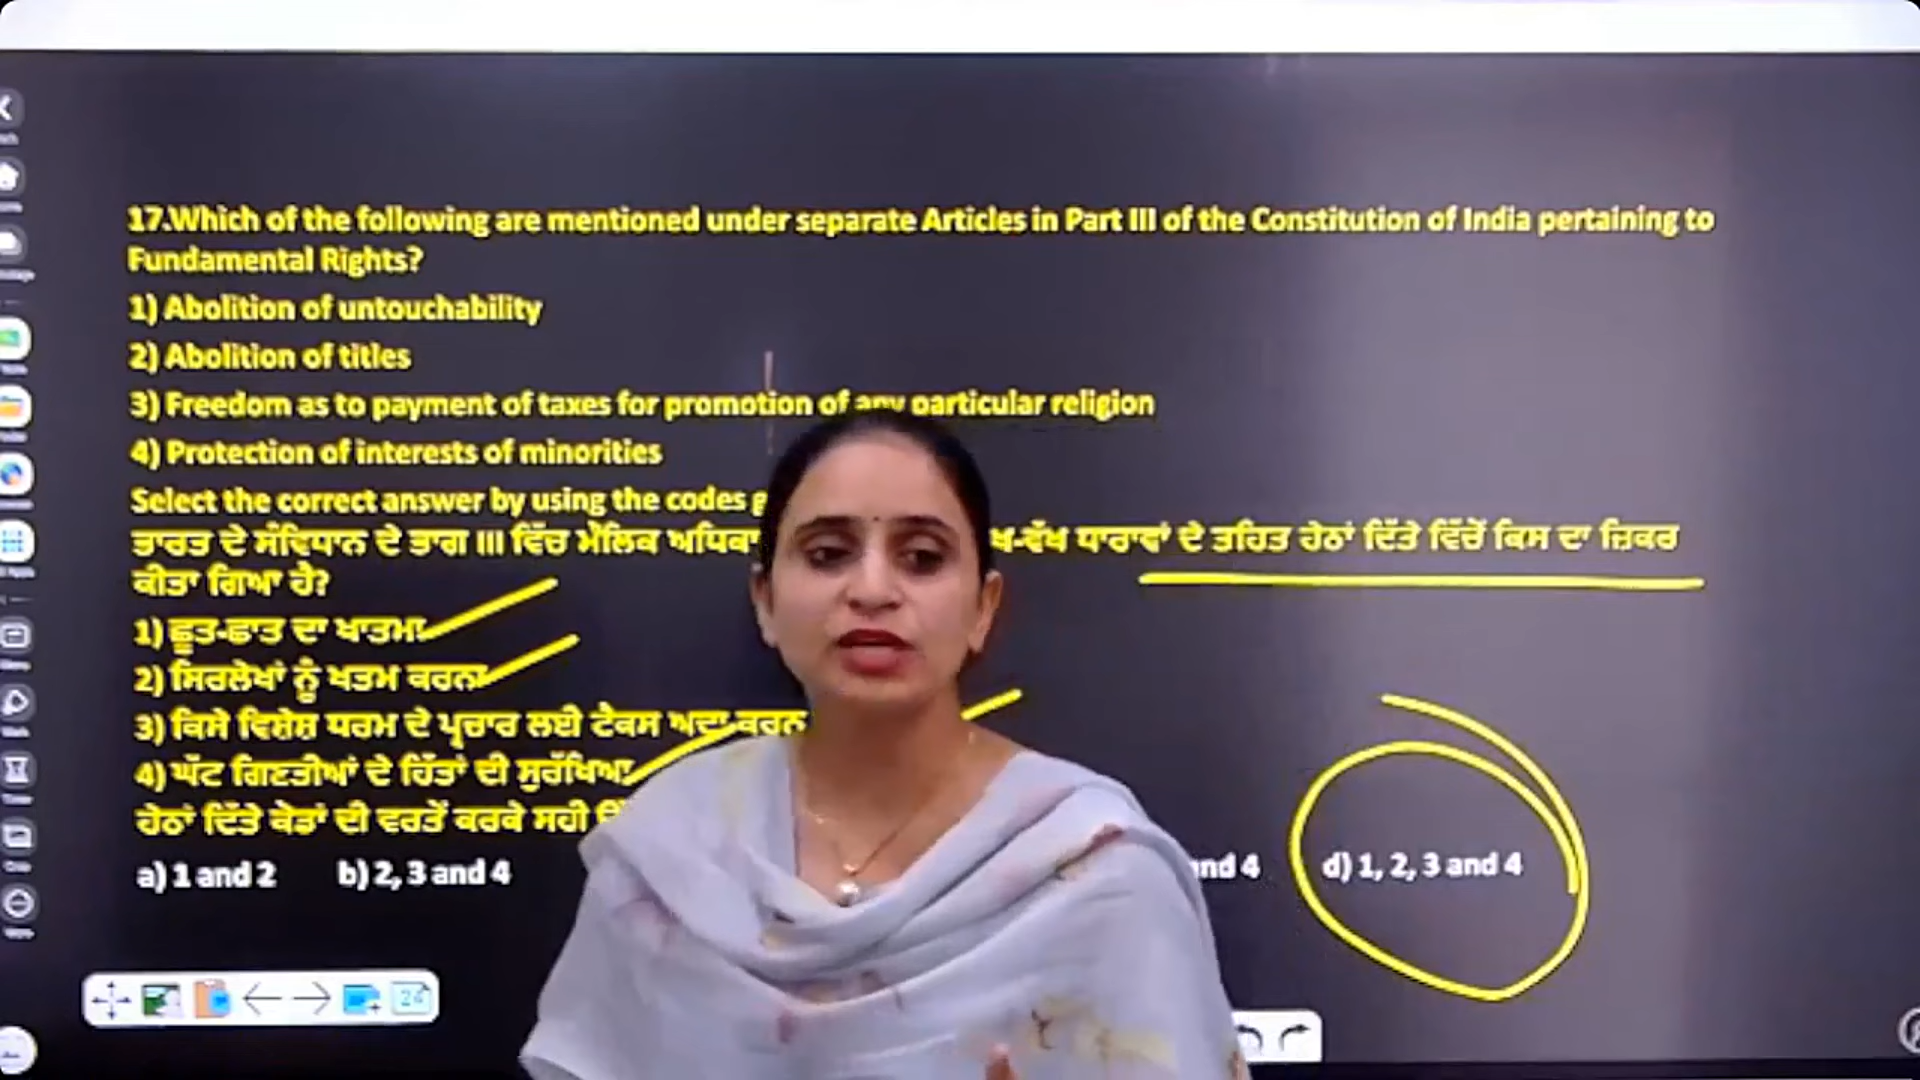 17.Which of the following are mentioned under separate Articles in Part III of the Constitution of India pertaining to
Fundamental Rights?
1) Abolition of untouchability
2) Abolition of titles
3) Freedom as to payment of taxes for promotion of any particular religion
4) Protection of interests of minorities
Select the correct answer by using the codes
ਭਾਰਤ ਦੇ ਸੰਵਿਧਾਨ ਦੇ ਭਾਗ III ਵਿੱਚ ਮੌਲਿਕ ਧਾਰਾਵਾਂ ਦੇ ਤਹਿਤ ਹੇਠਾਂ ਦਿੱਤੇ ਵਿੱਚੋਂ ਕਿਸ ਦਾ ਜ਼ਿਕਰ
ਕੀਤਾ ਗਿਆ ਹੈ?
1) ਛੂਤ-ਛਾਤ ਦਾ ਖਾਤਮਾ
2) ਸਿਰਲੇਖਾਂ ਨੂੰ ਖਤਮ ਕਰਨਾ
3) ਕਿਸੇ ਵਿਸ਼ੇਸ਼ ਧਰਮ ਦੇ ਪ੍ਰਚਾਰ ਲਈ ਟੈਕਸ ਅਦਾ ਕਰਨ
4) ਘੱਟ ਗਿਣਤੀਆਂ ਦੇ ਹਿੱਤਾਂ ਦੀ ਸੁਰੱਖਿਆ
ਹੇਠਾਂ ਦਿੱਤੇ ਕੋਡਾਂ ਦੀ ਵਰਤੋਂ ਕਰਕੇ ਸਹੀ
a) 1 and 2 b) 2, 3 and 4 and 4 d) 1, 2, 3 and 4